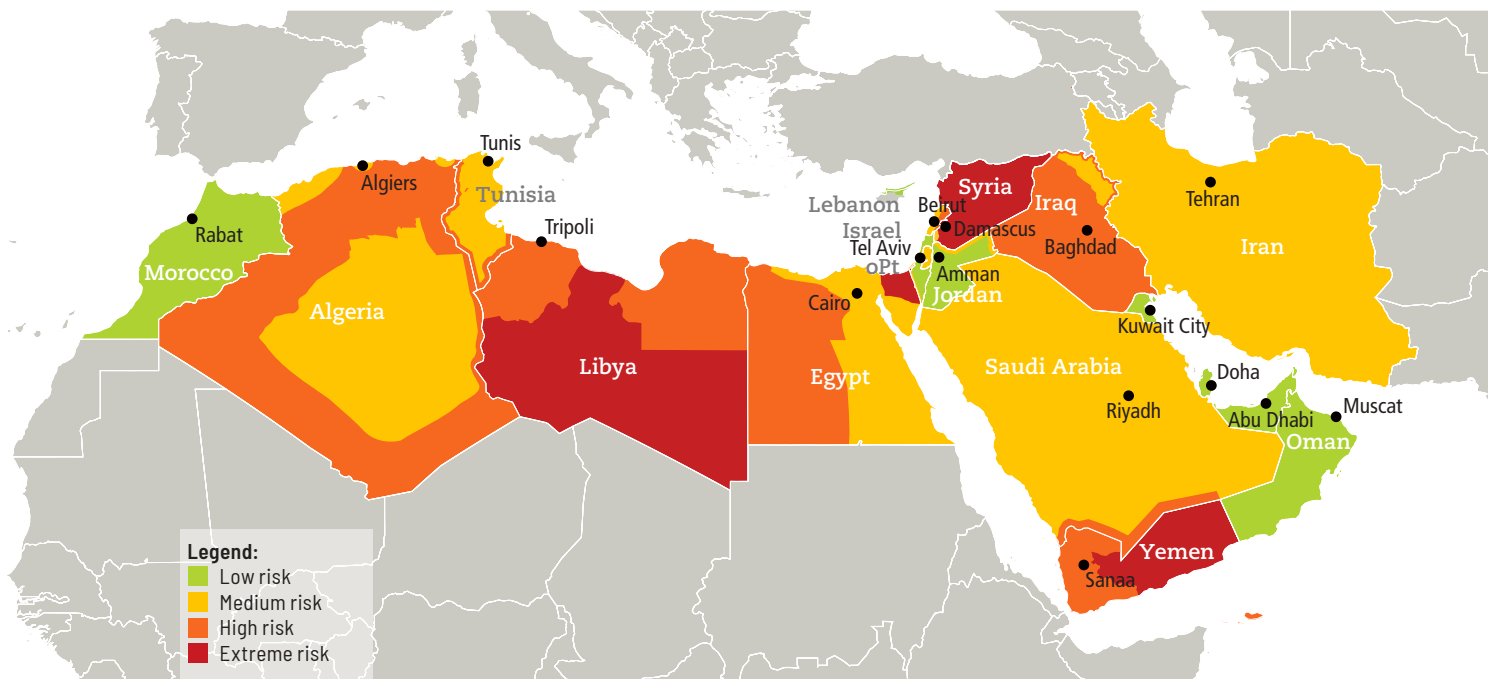 Tunis
Algiers
Tunisia
Rabat
Tripoli
Morocco
Algeria
Libya
Lebanon
Beirut
Syria
Israel
Damascus
Tel Aviv
oPt
Amman
Jordan
Cairo
Egypt
Iraq
Baghdad
Tehran
Iran
Kuwait City
Saudi Arabia
Riyadh
Doha
Abu Dhabi
Muscat
Oman
Yemen
Sanaa
Legend:
Low risk
Medium risk
High risk
Extreme risk